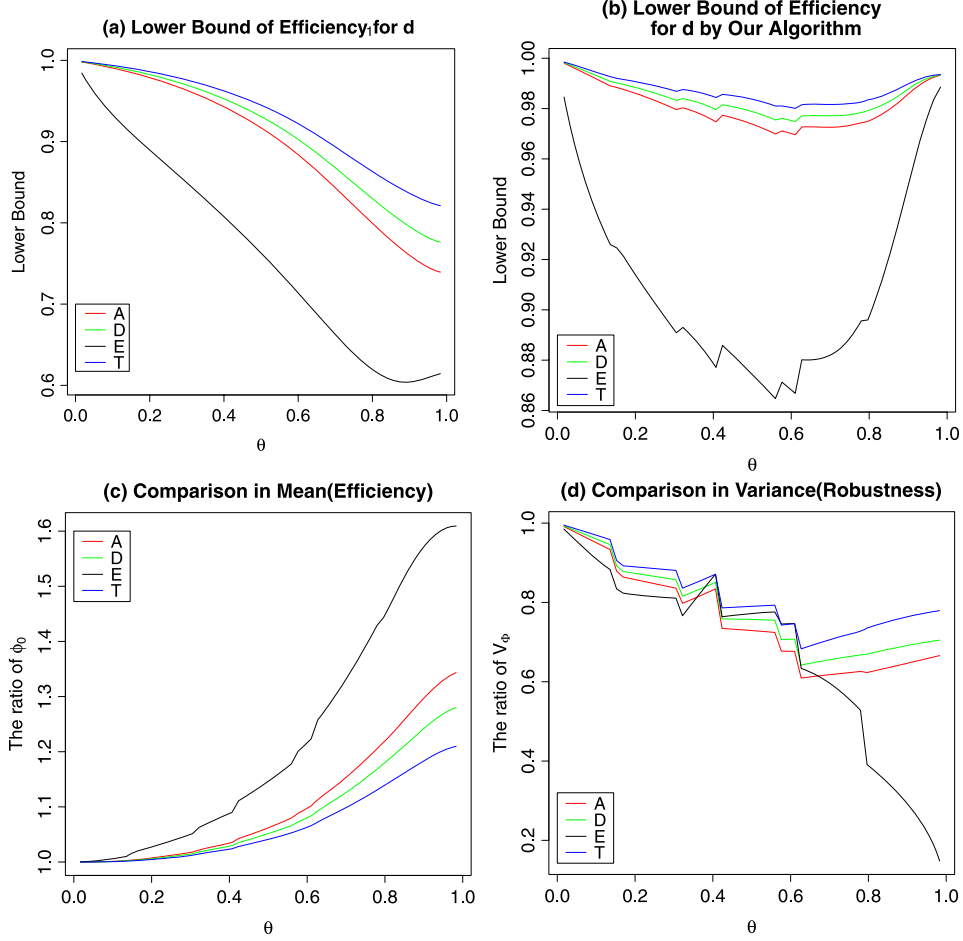 (a) Lower Bound of Efficiency₁for d
Lower Bound
1.0
0.9
0.8
0.7
0.6
A
D
E
T
0.0 0.2 0.4 0.6 0.8 1.0
θ
(b) Lower Bound of Efficiency
for d by Our Algorithm
Lower Bound
1.00
0.98
0.96
0.94
0.92
0.90
0.88
0.86
A
D
E
T
0.0 0.2 0.4 0.6 0.8 1.0
θ
(c) Comparison in Mean(Efficiency)
The ratio of ϕ₀
1.6
1.5
1.4
1.3
1.2
1.1
1.0
A
D
E
T
0.0 0.2 0.4 0.6 0.8 1.0
θ
(d) Comparison in Variance(Robustness)
The ratio of V_Φ
1.0
0.8
0.6
0.4
0.2
A
D
E
T
0.0 0.2 0.4 0.6 0.8 1.0
θ